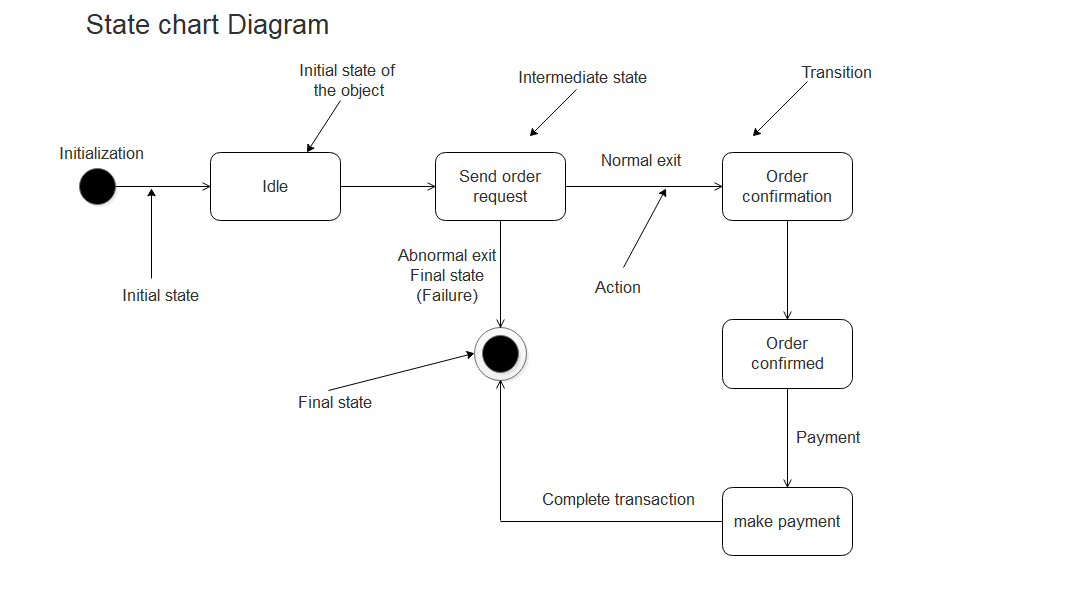 State chart Diagram
Initial state of
the object
Intermediate state
Transition
Initialization
Idle
Send order
request
Normal exit
Order
confirmation
Abnormal exit
Final state
(Failure)
Initial state
Action
Order
confirmed
Final state
Payment
Complete transaction
make payment